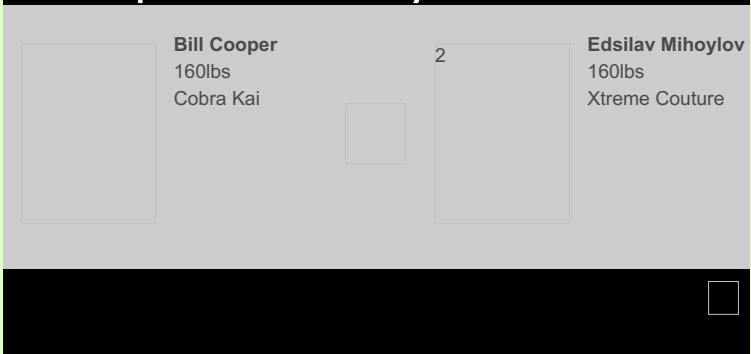 Bill Cooper
160lbs
Cobra Kai
2
Edsilav Mihoylov
160lbs
Xtreme Couture